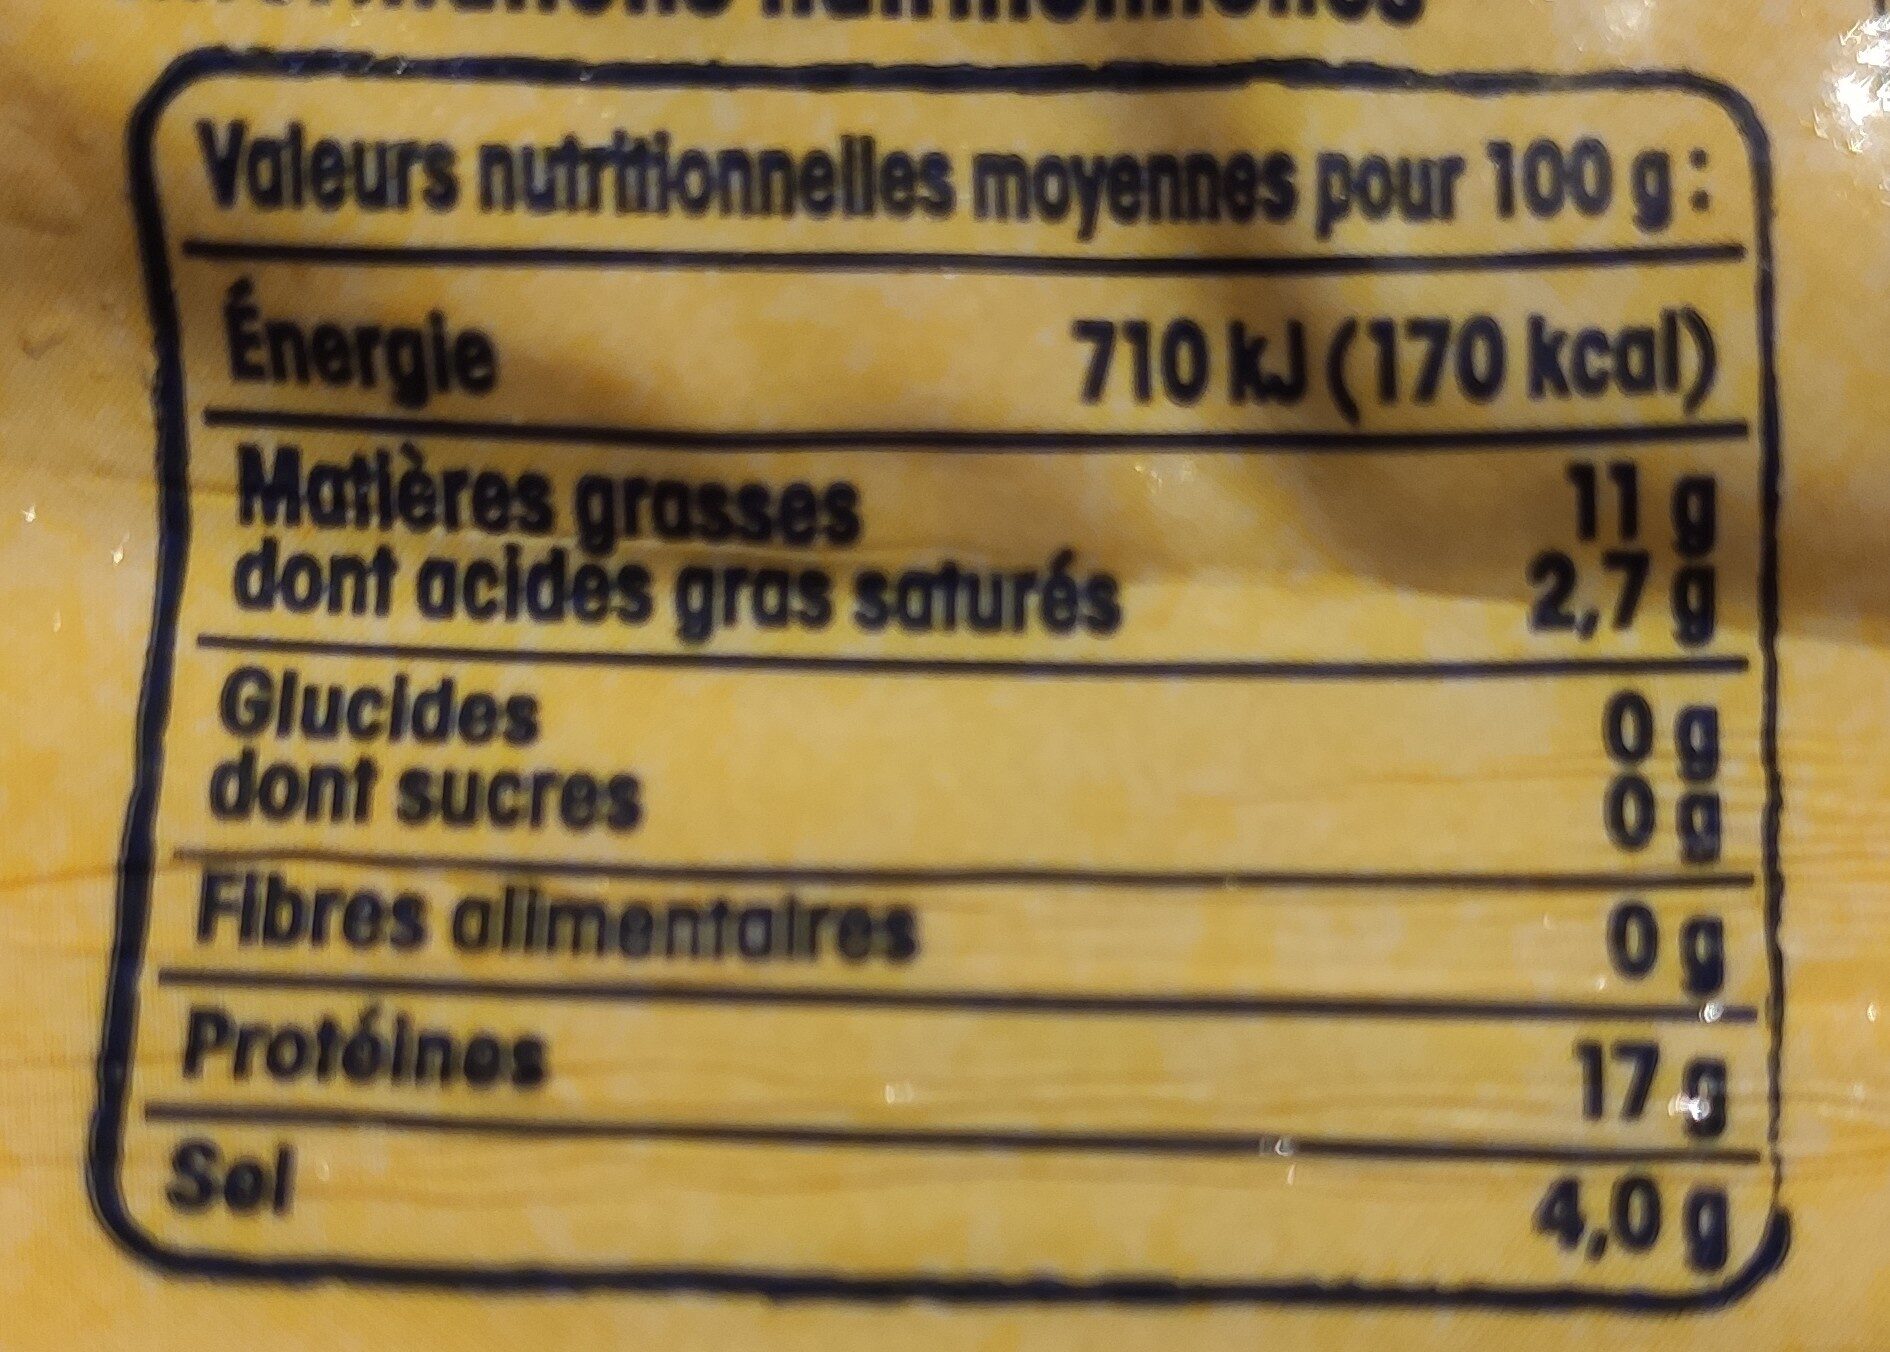 nutritionnelles
Valeurs nutritionnelles moyennes pour 100 g :
Énergie 710 kJ (170 kcal)
Matières grasses 11 g
dont acides gras saturés 2,7 g
Glucides 0 g
dont sucres 0 g
Fibres alimentaires 0 g
Protéines 17 g
Sel 4,0 g